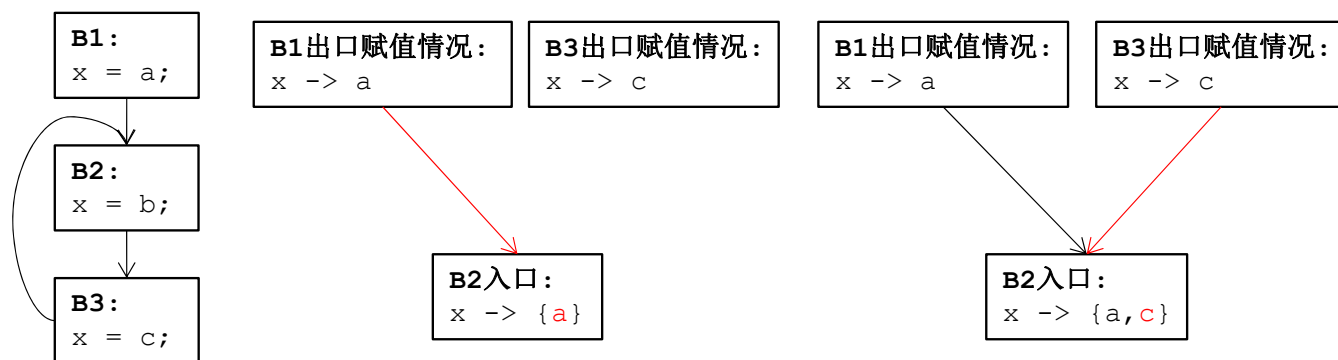 B1:
x = a;
B2:
x = b;
B3:
x = c;
B1出口赋值情况:
x -> a
B3出口赋值情况:
x -> c
B2入口:
x -> {a}
B1出口赋值情况:
x -> a
B3出口赋值情况:
x -> c
B2入口:
x -> {a,c}